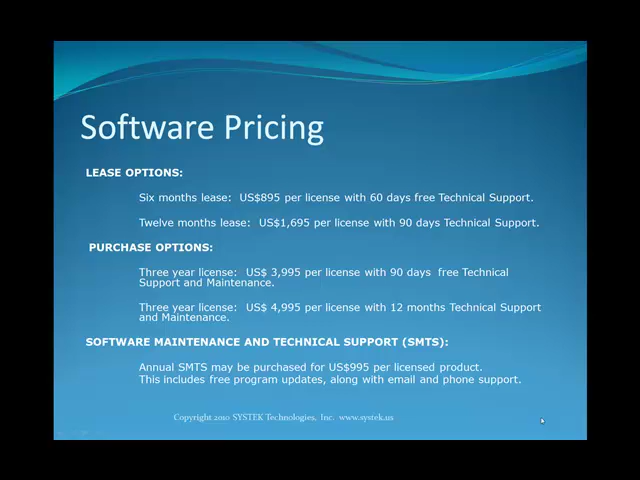 Software Pricing
LEASE OPTIONS:
Six months lease:  US$895 per license with 60 days free Technical Support.
Twelve months lease:  US$1,695 per license with 90 days Technical Support.
PURCHASE OPTIONS:
Three year license:  US$ 3,995 per license with 90 days  free Technical
Support and Maintenance.
Three year license:  US$ 4,995 per license with 12 months Technical Support
and Maintenance.
SOFTWARE MAINTENANCE AND TECHNICAL SUPPORT (SMTS):
Annual SMTS may be purchased for US$995 per licensed product.
This includes free program updates, along with email and phone support.
Copyright 2010 SYSTEK Technologies, Inc.  www.systek.us